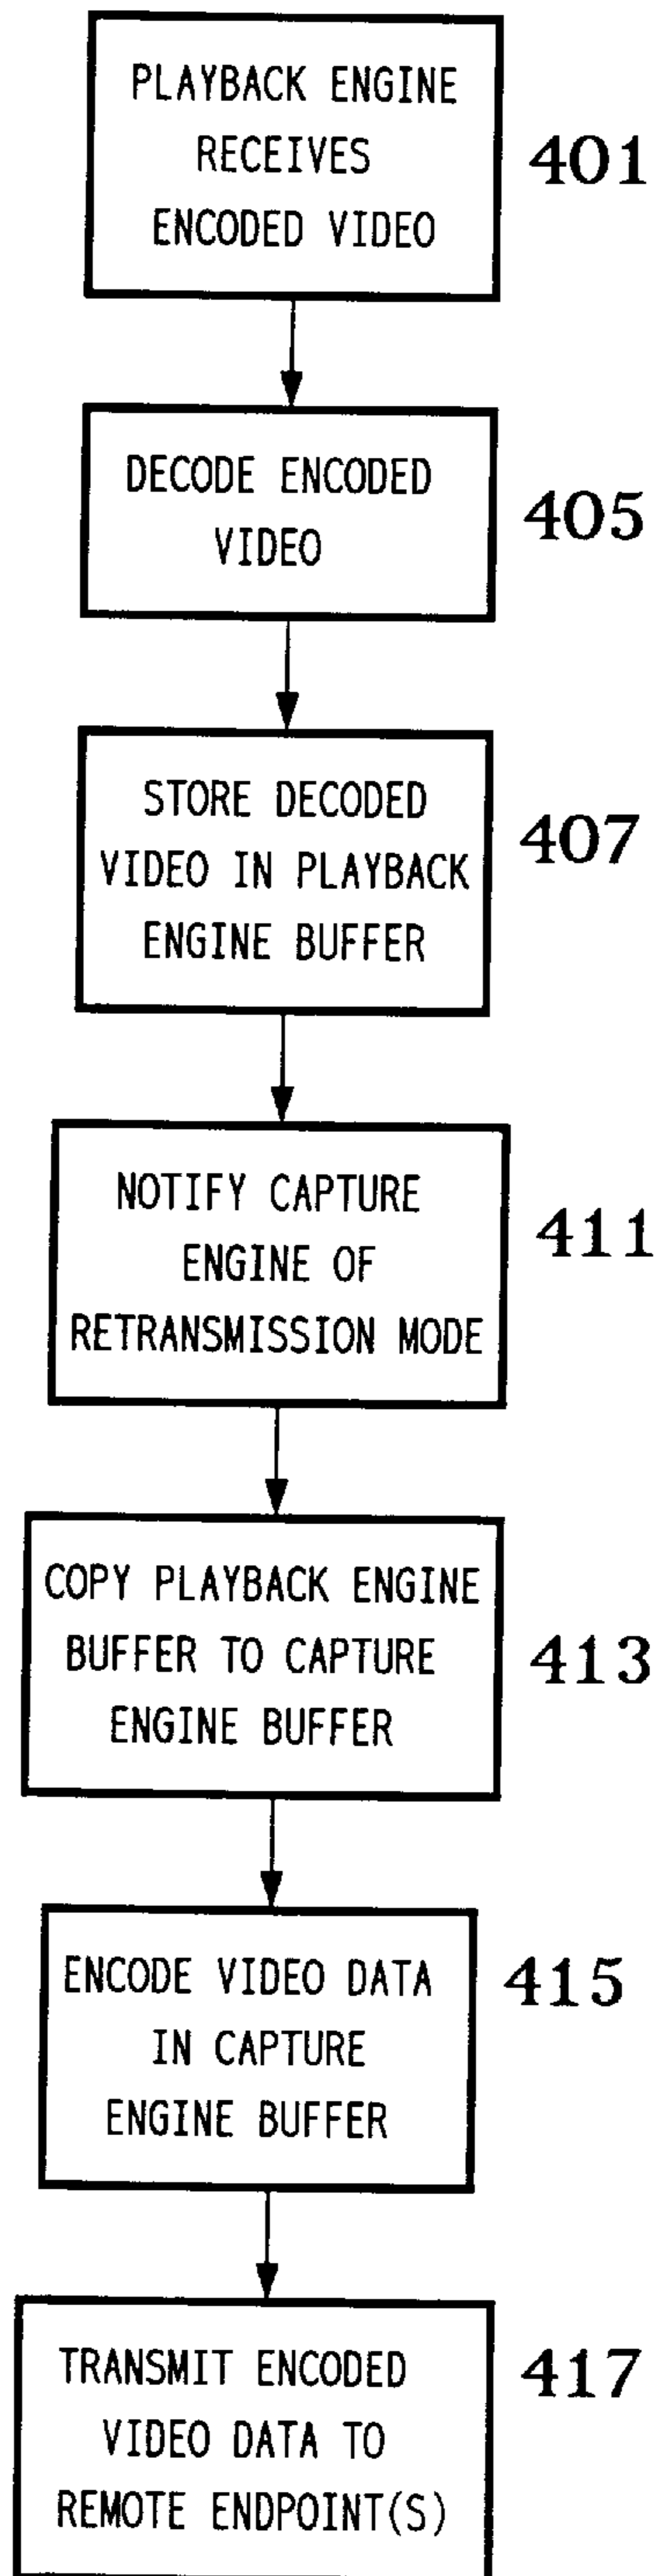 PLAYBACK ENGINE
RECEIVES
ENCODED VIDEO
401
DECODE ENCODED
VIDEO
405
STORE DECODED
VIDEO IN PLAYBACK
ENGINE BUFFER
407
NOTIFY CAPTURE
ENGINE OF
RETRANSMISSION MODE
411
COPY PLAYBACK ENGINE
BUFFER TO CAPTURE
ENGINE BUFFER
413
ENCODE VIDEO DATA
IN CAPTURE
ENGINE BUFFER
415
TRANSMIT ENCODED
VIDEO DATA TO
REMOTE ENDPOINT(S)
417